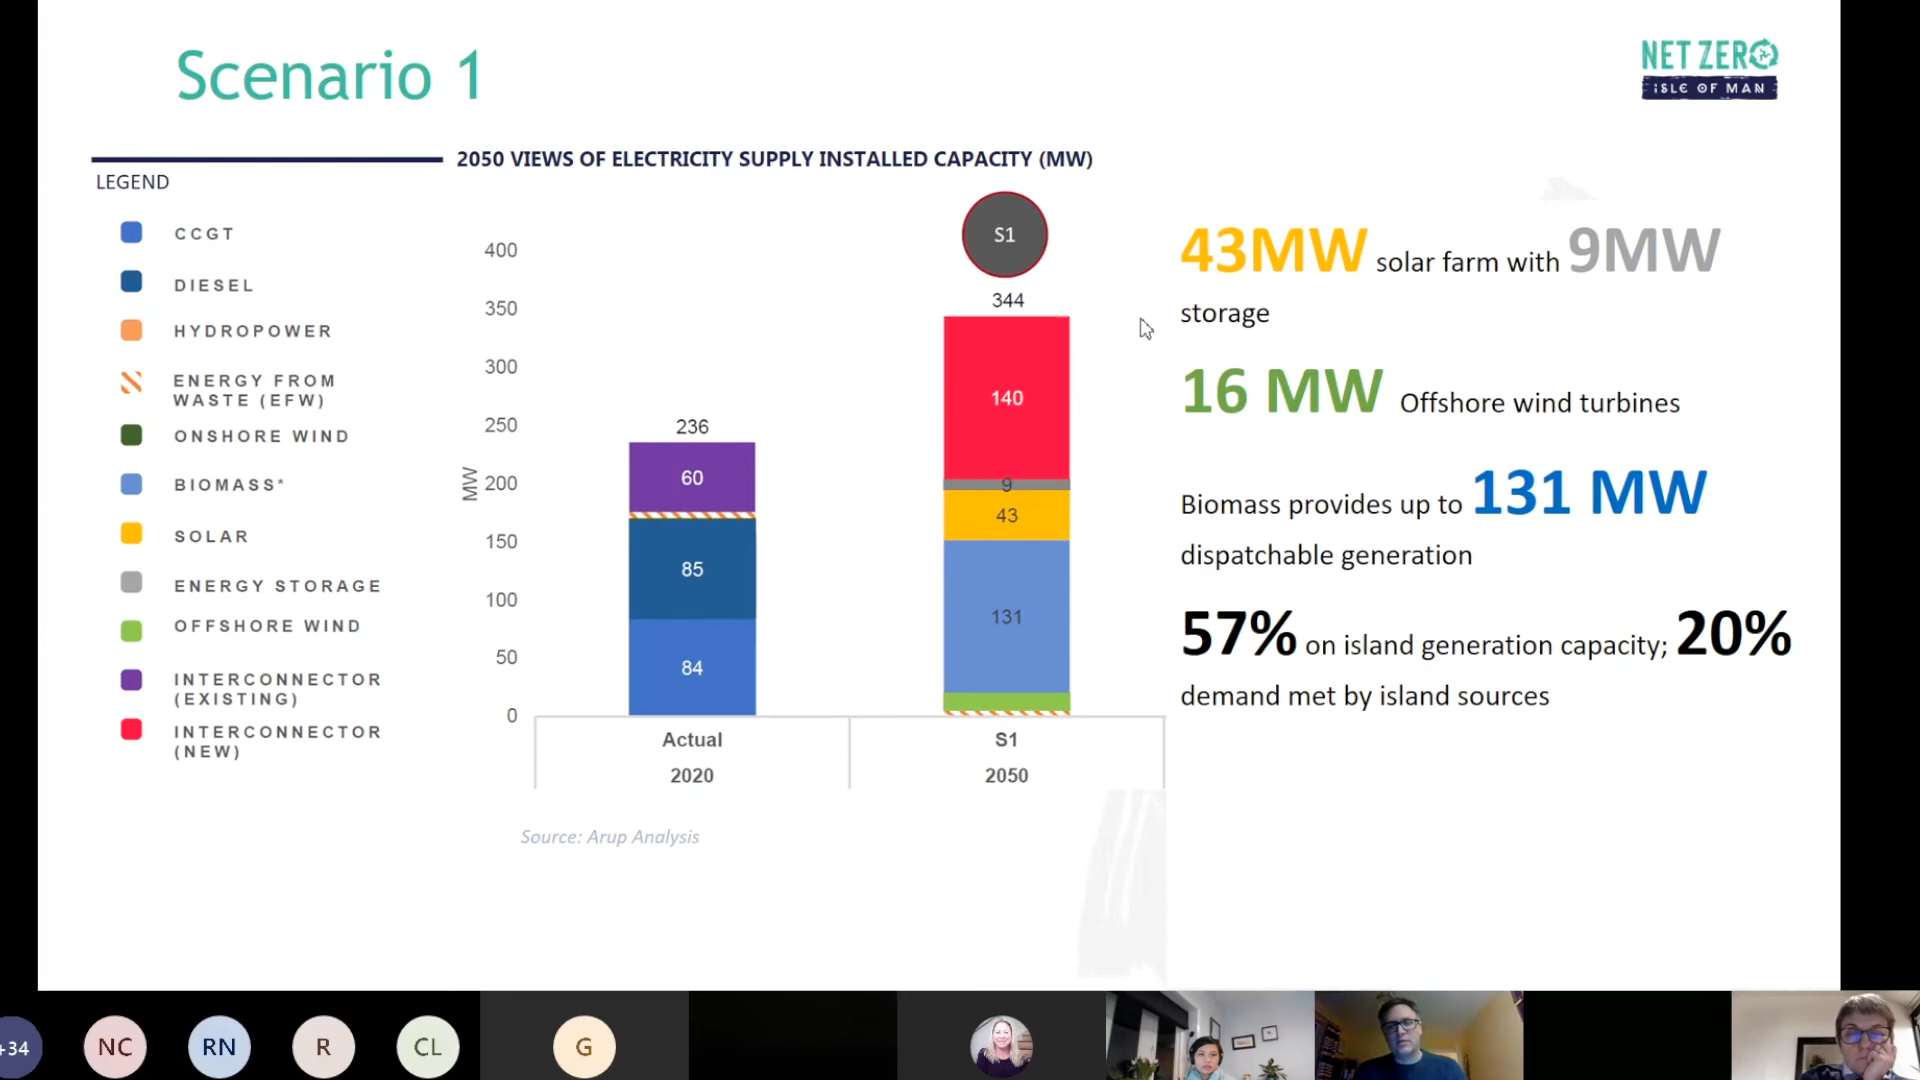 Scenario 1
NET ZERO
ISLE OF MAN
2050 VIEWS OF ELECTRICITY SUPPLY INSTALLED CAPACITY (MW)
LEGEND
CCGT
DIESEL
HYDROPOWER
ENERGY FROM
WASTE (EFW)
ONSHORE WIND
BIOMASS*
SOLAR
ENERGY STORAGE
OFFSHORE WIND
INTERCONNECTOR
(EXISTING)
INTERCONNECTOR
(NEW)
MW
400
350
300
250
200
150
100
50
0
236
60
85
84
S1
344
140
9
43
131
Actual
2020
S1
2050
Source: Arup Analysis
43MW solar farm with 9MW
storage
16 MW Offshore wind turbines
Biomass provides up to 131 MW
dispatchable generation
57% on island generation capacity; 20%
demand met by island sources
+34
NC
RN
R
CL
G